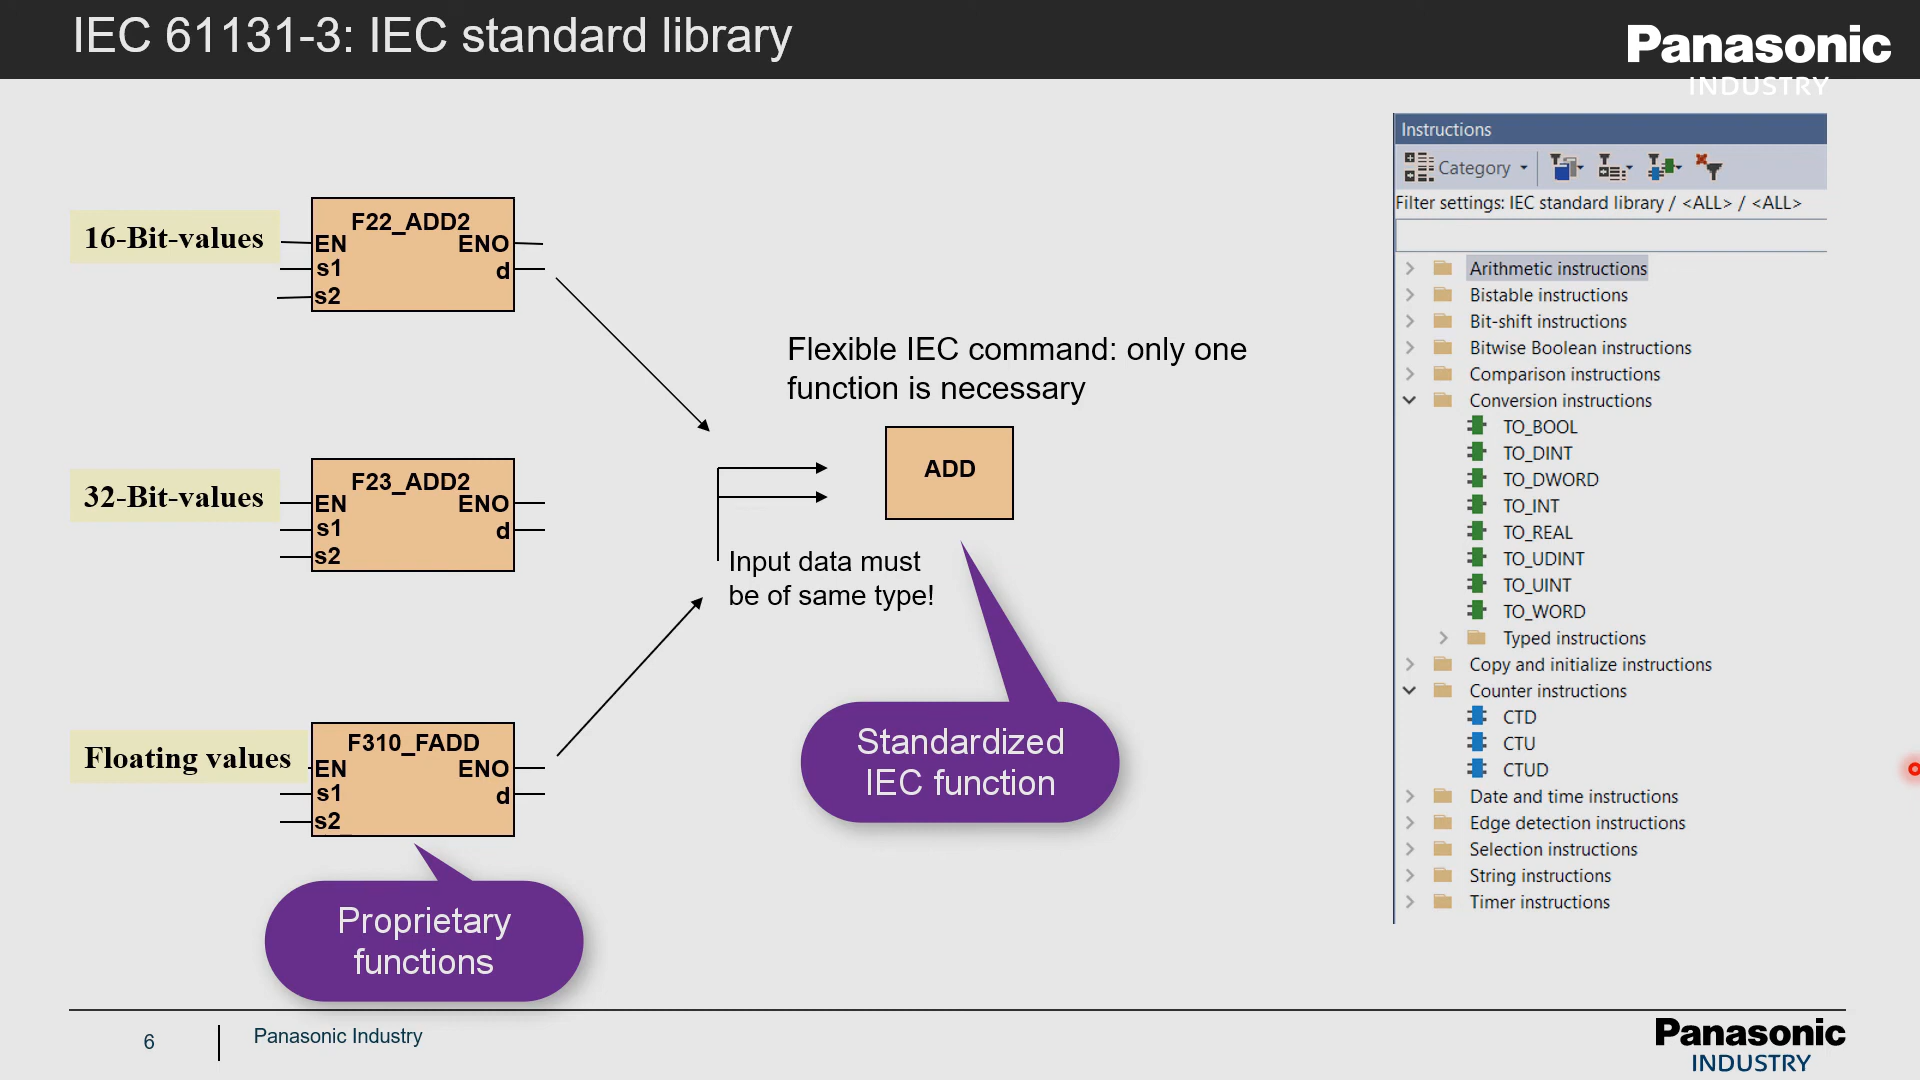 IEC 61131-3: IEC standard library
Panasonic
INDUSTRY
16-Bit-values
F22_ADD2
EN
ENO
s1
d
s2
32-Bit-values
F23_ADD2
EN
ENO
s1
d
s2
Floating values
F310_FADD
EN
ENO
s1
d
s2
Proprietary
functions
Flexible IEC command: only one
function is necessary
ADD
Input data must
be of same type!
Standardized
IEC function
Instructions
Category
Filter settings: IEC standard library / <ALL> / <ALL>
Arithmetic instructions
Bistable instructions
Bit-shift instructions
Bitwise Boolean instructions
Comparison instructions
Conversion instructions
TO_BOOL
TO_DINT
TO_DWORD
TO_INT
TO_REAL
TO_UDINT
TO_UINT
TO_WORD
Typed instructions
Copy and initialize instructions
Counter instructions
CTD
CTU
CTUD
Date and time instructions
Edge detection instructions
Selection instructions
String instructions
Timer instructions
6
Panasonic Industry
Panasonic
INDUSTRY